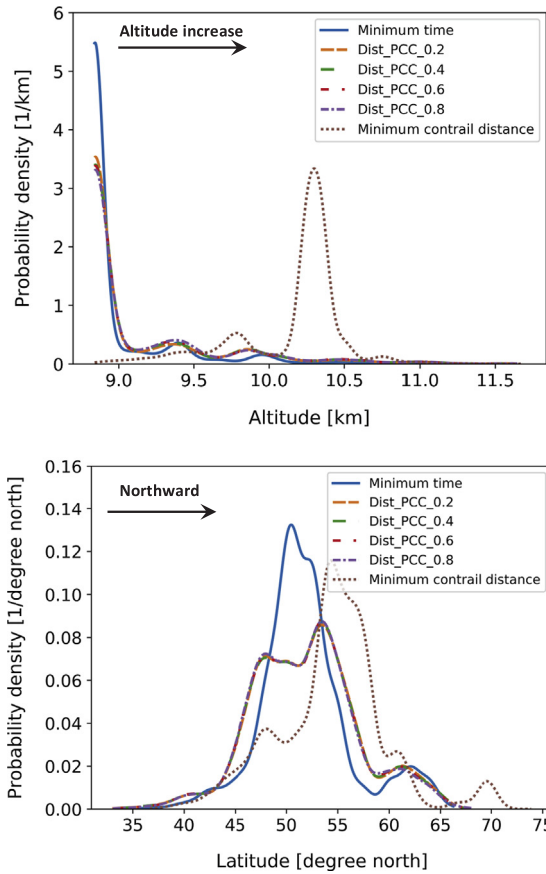 6
5
4
3
2
1
0
Probability density [1/km]
Altitude increase
Minimum time
Dist_PCC_0.2
Dist_PCC_0.4
Dist_PCC_0.6
Dist_PCC_0.8
Minimum contrail distance
9.0 9.5 10.0 10.5 11.0 11.5
Altitude [km]
0.16
0.14
0.12
0.10
0.08
0.06
0.04
0.02
0.00
Probability density [1/degree north]
Northward
Minimum time
Dist_PCC_0.2
Dist_PCC_0.4
Dist_PCC_0.6
Dist_PCC_0.8
Minimum contrail distance
35 40 45 50 55 60 65 70 75
Latitude [degree north]